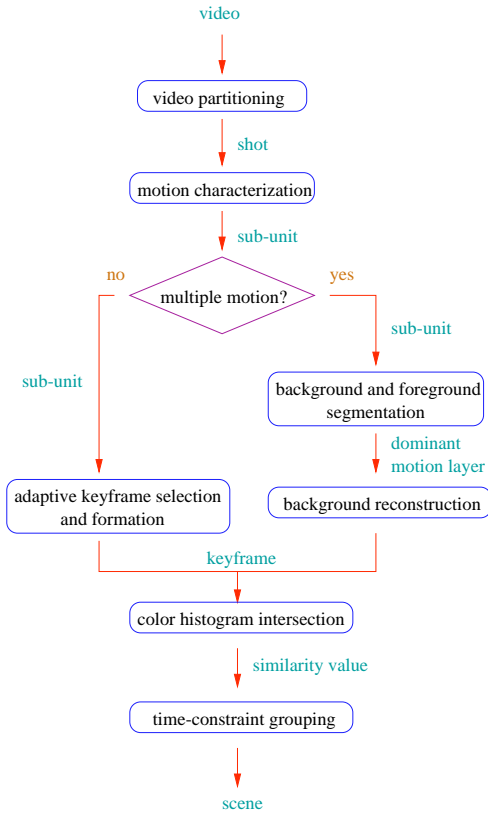 video
video partitioning
shot
motion characterization
sub-unit
no
yes
multiple motion?
sub-unit
sub-unit
background and foreground
segmentation
dominant
motion layer
adaptive keyframe selection
and formation
background reconstruction
keyframe
color histogram intersection
similarity value
time-constraint grouping
scene